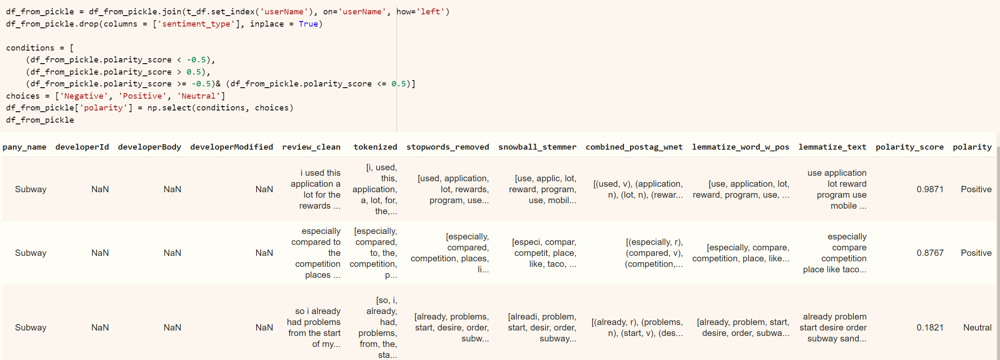 df_from_pickle = df_from_pickle.join(t_df.set_index('userName'), on='userName', how='left')
df_from_pickle.drop(columns = ['sentiment_type'], inplace = True)
conditions = [
    (df_from_pickle.polarity_score < -0.5),
    (df_from_pickle.polarity_score > 0.5),
    (df_from_pickle.polarity_score >= -0.5)& (df_from_pickle.polarity_score <= 0.5)]
choices = ['Negative', 'Positive', 'Neutral']
df_from_pickle['polarity'] = np.select(conditions, choices)
df_from_pickle
pany_name developerId developerBody developerModified review_clean tokenized stopwords_removed snowball_stemmer combined_postag_wnet lemmatize_word_w_pos lemmatize_text polarity_score polarity
Subway
NaN
NaN
NaN
i used this
application a
lot for the
rewards ...
[i, used,
this,
application,
a, lot, for,
the,...
[used, application,
lot, rewards,
program, use...
[use, applic, lot,
reward, program,
use, mobil...
[(used, v), (application,
n), (lot, n), (rewar...
[use, application, lot,
reward, program, use, ...
use application
lot reward
program use
mobile ...
0.9871
Positive
Subway
NaN
NaN
NaN
especially
compared to
the
competition
places ...
[especially,
compared,
to, the,
competition,
p...
[especially,
compared,
competition, places,
li...
[especi, compar,
competit, place,
like, taco, ...
[(especially, r),
(compared, v),
(competition,...
[especially, compare,
competition, place, like...
especially
compare
competition
place like taco...
0.8767
Positive
Subway
NaN
NaN
NaN
so i already
had problems
from the start
of my...
[so, i,
already,
had,
problems,
from, the,
sta...
[already, problems,
start, desire, order,
subw...
[alreadi, problem,
start, desir, order,
subway...
[(already, r), (problems,
n), (start, v), (des...
[already, problem, start,
desire, order, subwa...
already problem
start desire order
subway sand...
0.1821
Neutral